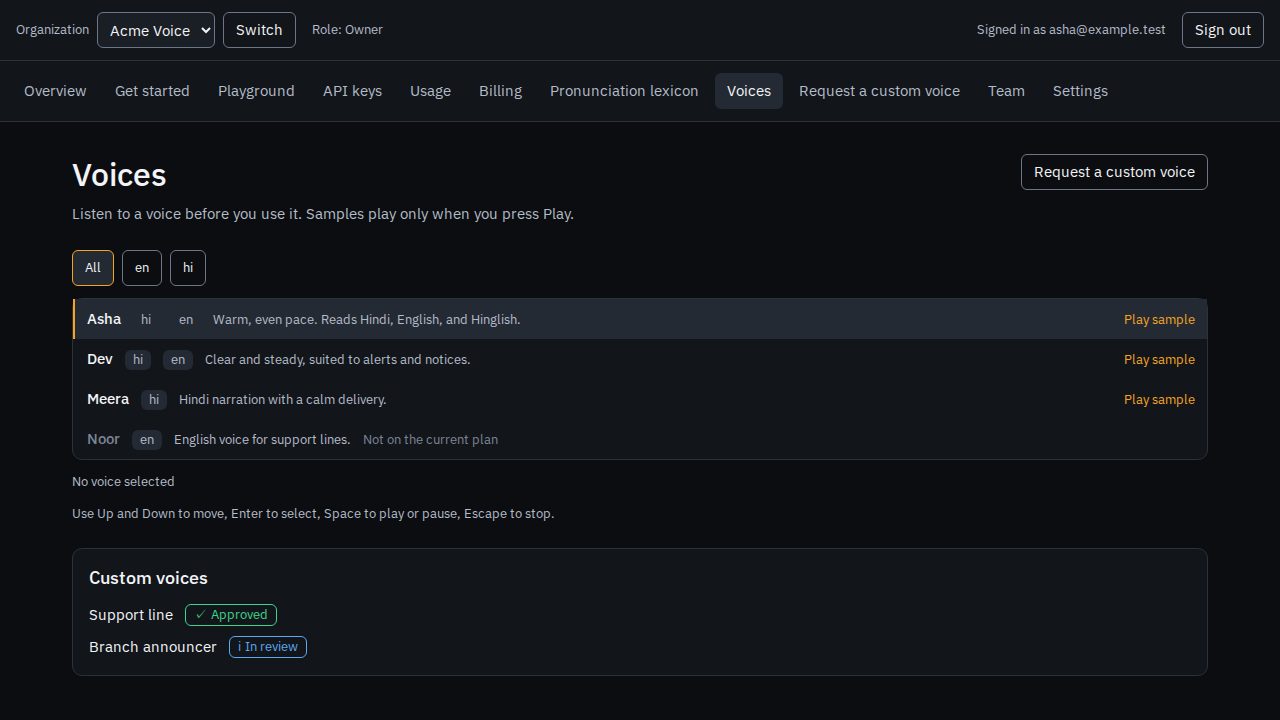 Organization Acme Voice Switch Role: Owner Signed in as asha@example.test Sign out
Overview Get started Playground API keys Usage Billing Pronunciation lexicon Voices Request a custom voice Team Settings
Voices Request a custom voice
Listen to a voice before you use it. Samples play only when you press Play.
All en hi
Asha hi en Warm, even pace. Reads Hindi, English, and Hinglish. Play sample
Dev hi en Clear and steady, suited to alerts and notices. Play sample
Meera hi Hindi narration with a calm delivery. Play sample
Noor en English voice for support lines. Not on the current plan
No voice selected
Use Up and Down to move, Enter to select, Space to play or pause, Escape to stop.
Custom voices
Support line ✓ Approved
Branch announcer i In review